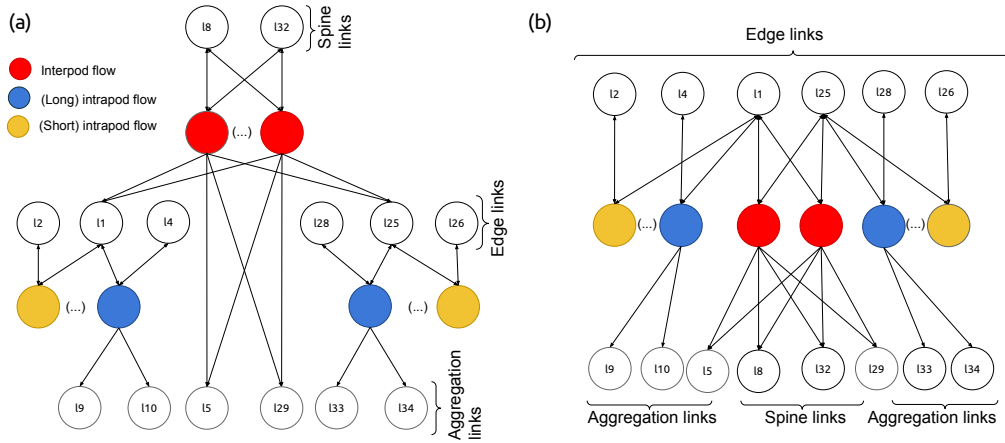 (a)
l8
l32
Spine links
Interpod flow
(Long) intrapod flow
(Short) intrapod flow
(...)
l2
l1
l4
l28
l25
l26
Edge links
(...)
(...)
l9
l10
l5
l29
l33
l34
Aggregation links
(b)
Edge links
l2
l4
l1
l25
l28
l26
(...)
(...)
l9
l10
l5
l8
l32
l29
l33
l34
Aggregation links
Spine links
Aggregation links